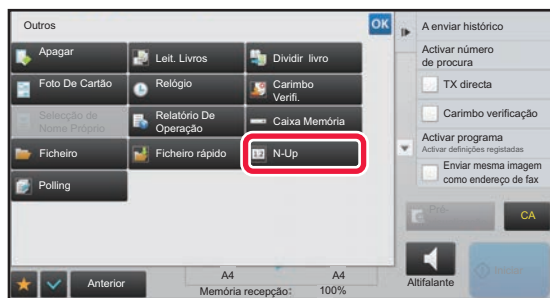 Outros
OK
Apagar
Leit. Livros
Dividir livro
Foto De Cartão
Relógio
Carimbo
Verifi.
Selecção de
Nome Próprio
Relatório De
Operação
Caixa Memória
Ficheiro
Ficheiro rápido
N-Up
Polling
Anterior
A4
A4
Memória recepção:
100%
A enviar histórico
Activar número
de procura
TX directa
Carimbo verificação
Activar programa
Activar definições registadas
Enviar mesma imagem
como endereço de fax
CA
Altifalante